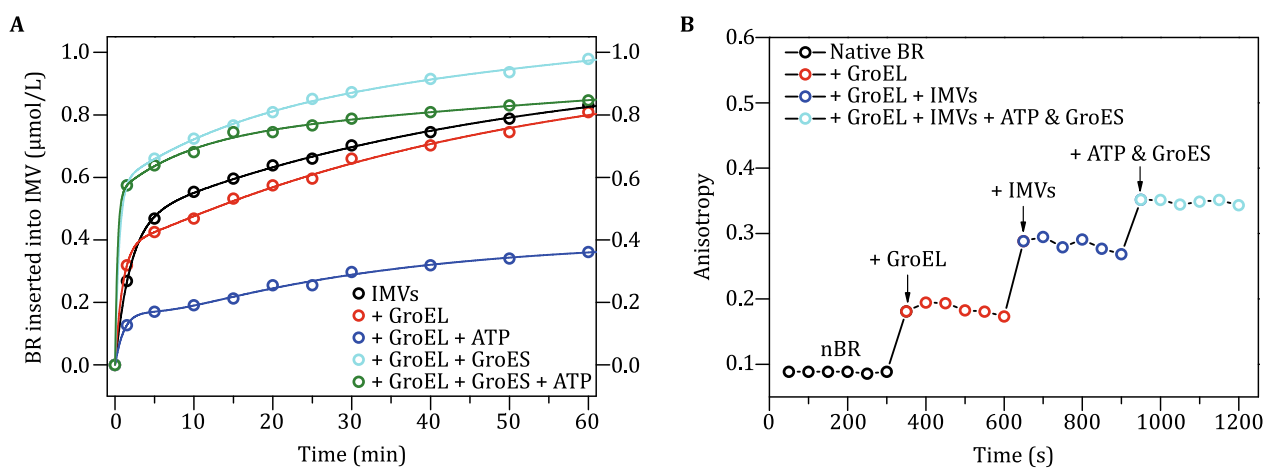 A
BR inserted into IMV (μmol/L)
1.0
0.8
0.6
0.4
0.2
0.0
1.0
0.8
0.6
0.4
0.2
0.0
IMVs
+ GroEL
+ GroEL + ATP
+ GroEL + GroES
+ GroEL + GroES + ATP
0 10 20 30 40 50 60
Time (min)
B
Anisotropy
0.6
0.5
0.4
0.3
0.2
0.1
Native BR
+ GroEL
+ GroEL + IMVs
+ GroEL + IMVs + ATP & GroES
+ ATP & GroES
+ IMVs
+ GroEL
nBR
0 200 400 600 800 1000 1200
Time (s)